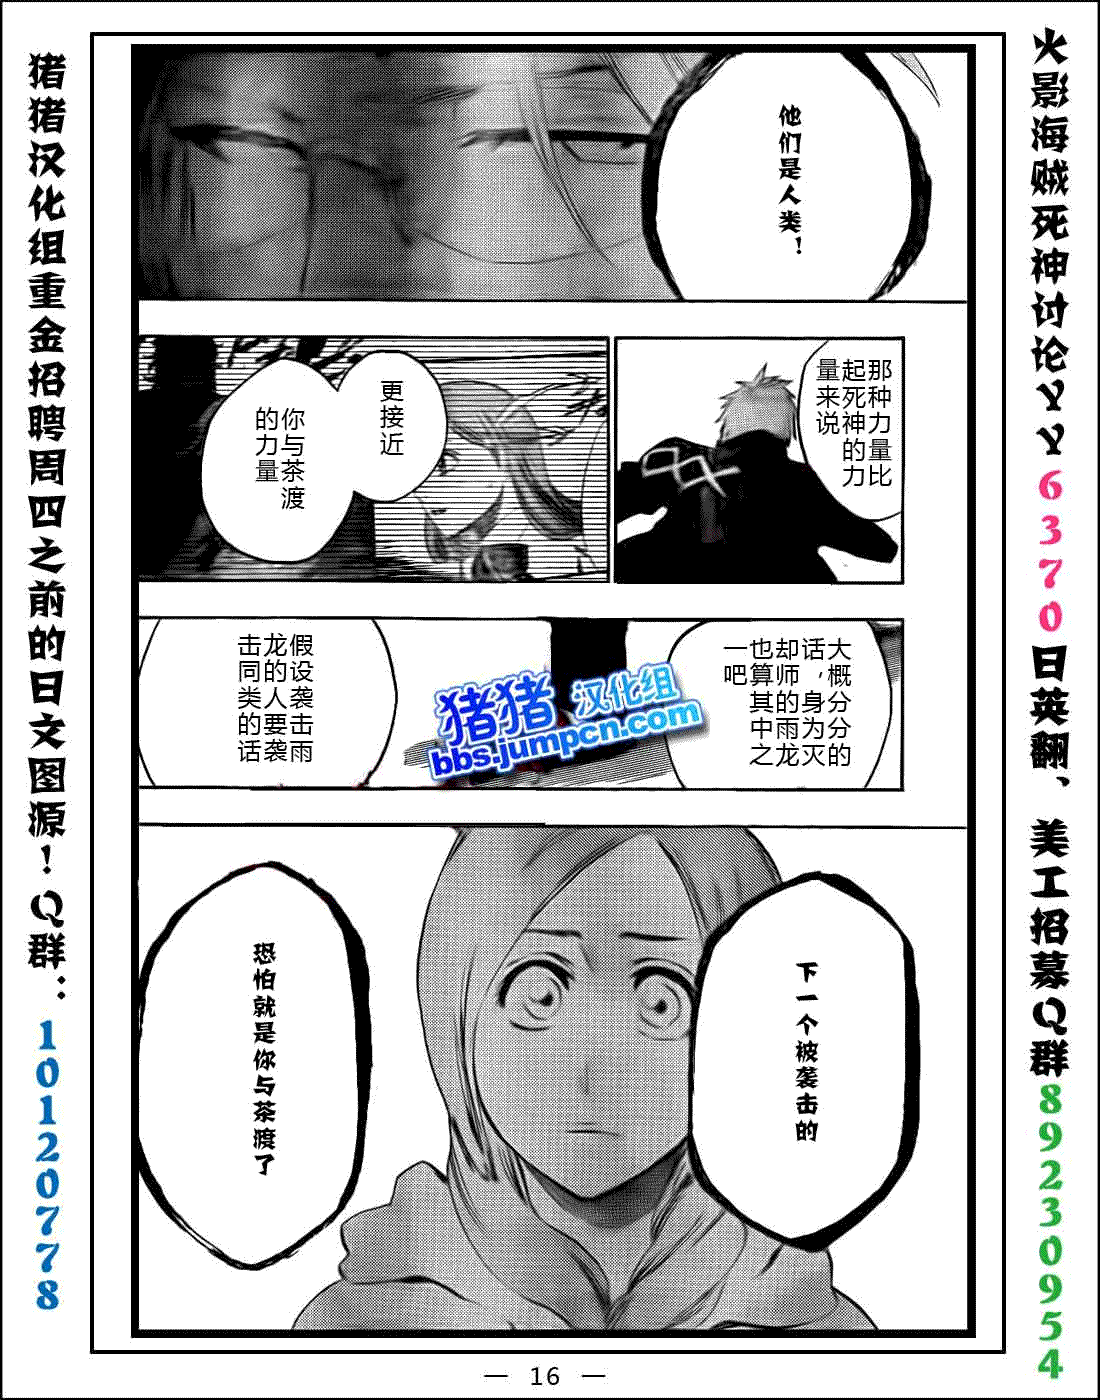 火影海贼死神讨论YY6370日英翻、美工招募Q群89230954
他们是人类！
那种力量比
起死神的力
量来说
更接近
你与茶渡
的力量
大概分分的
话，身为灭
却师的雨龙
也算其中之
一吧
假设袭击雨
龙的人要袭
击同类的话
猪猪汉化组
bbs.jumpcn.com
下一个被袭击的
恐怕就是你与茶渡了
猪猪汉化组重金招聘周四之前的日文图源！Q群：101207778
— 16 —